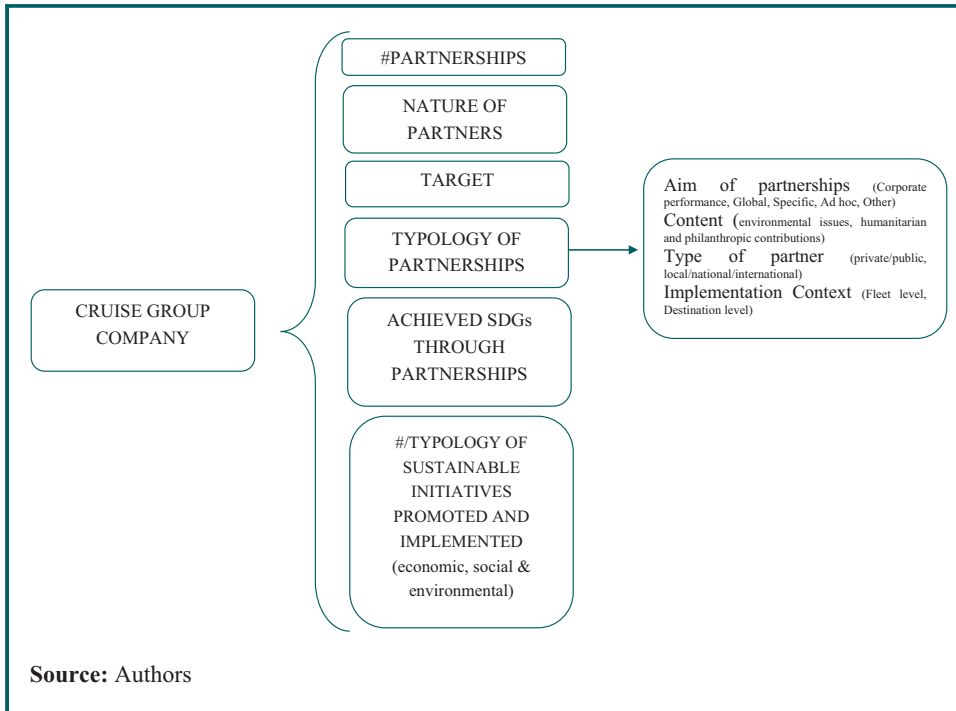 #PARTNERSHIPS
NATURE OF
PARTNERS
TARGET
TYPOLOGY OF
PARTNERSHIPS
ACHIEVED SDGs
THROUGH
PARTNERSHIPS
#/TYPOLOGY OF
SUSTAINABLE
INITIATIVES
PROMOTED AND
IMPLEMENTED
(economic, social &
environmental)
CRUISE GROUP
COMPANY
Aim of partnerships (Corporate
performance, Global, Specific, Ad hoc, Other)
Content (environmental issues, humanitarian
and philanthropic contributions)
Type of partner (private/public,
local/national/international)
Implementation Context (Fleet level,
Destination level)
Source: Authors